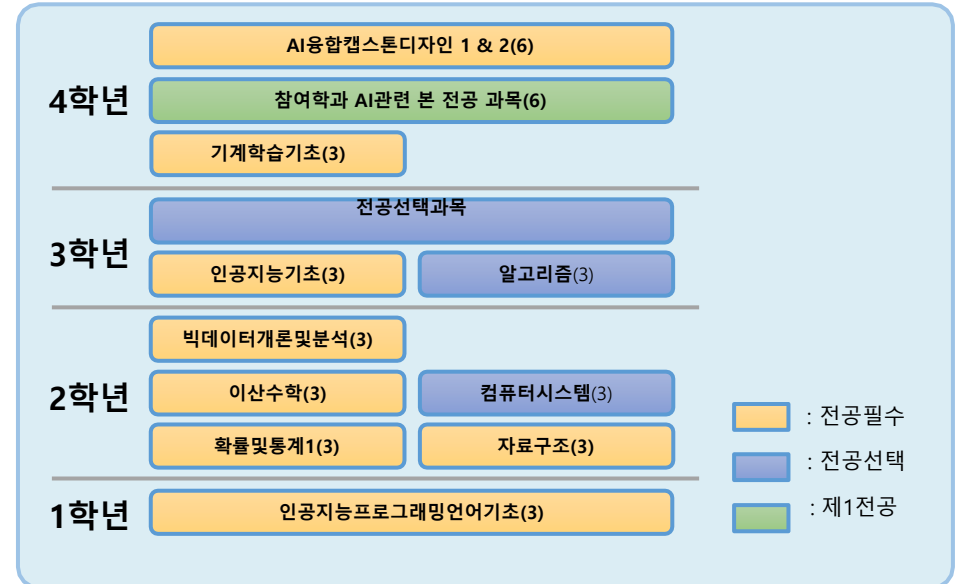 AI융합캡스톤디자인 1 & 2(6)
4학년
참여학과 AI관련 본 전공 과목(6)
기계학습기초(3)
전공선택과목
3학년
인공지능기초(3)
알고리즘(3)
빅데이터개론및분석(3)
2학년
이산수학(3)
컴퓨터시스템(3)
확률및통계1(3)
자료구조(3)
1학년
인공지능프로그래밍언어기초(3)
: 전공필수
: 전공선택
: 제1전공